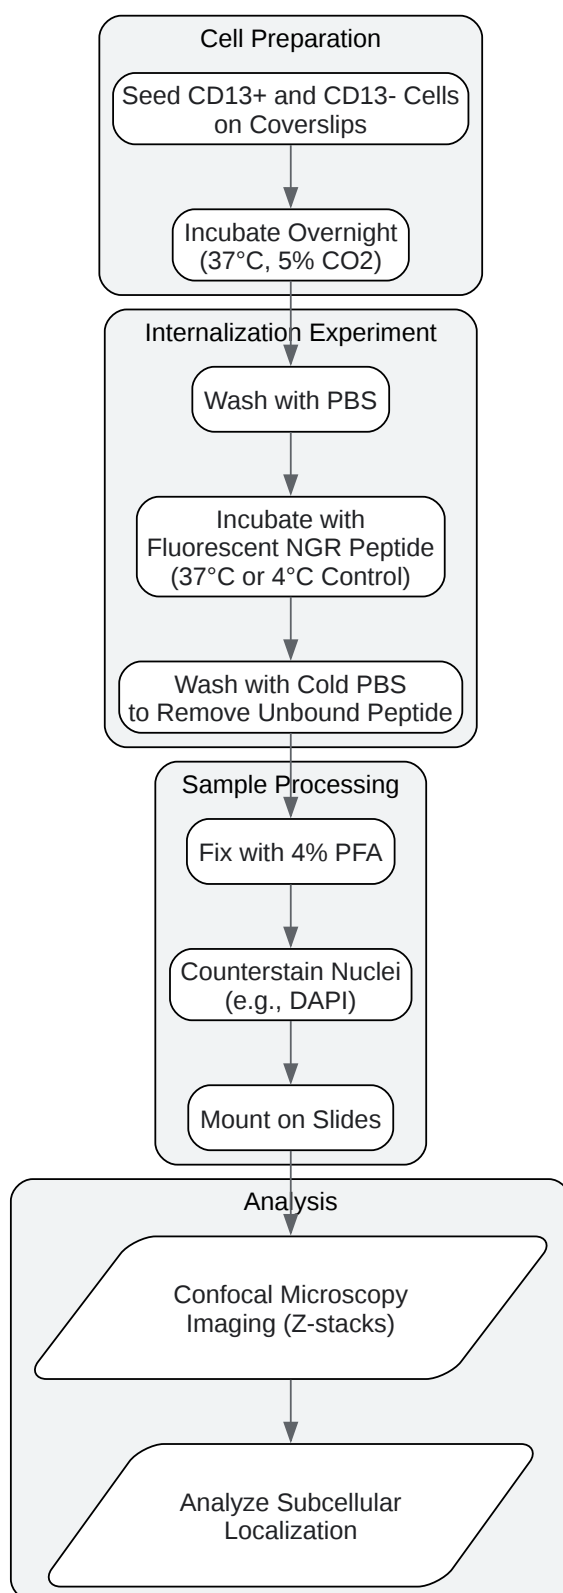 Cell Preparation
Seed CD13+ and CD13- Cells
on Coverslips
Incubate Overnight
(37°C, 5% CO2)
Internalization Experiment
Wash with PBS
Incubate with
Fluorescent NGR Peptide
(37°C or 4°C Control)
Wash with Cold PBS
to Remove Unbound Peptide
Sample Processing
Fix with 4% PFA
Counterstain Nuclei
(e.g., DAPI)
Mount on Slides
Analysis
Confocal Microscopy
Imaging (Z-stacks)
Analyze Subcellular
Localization